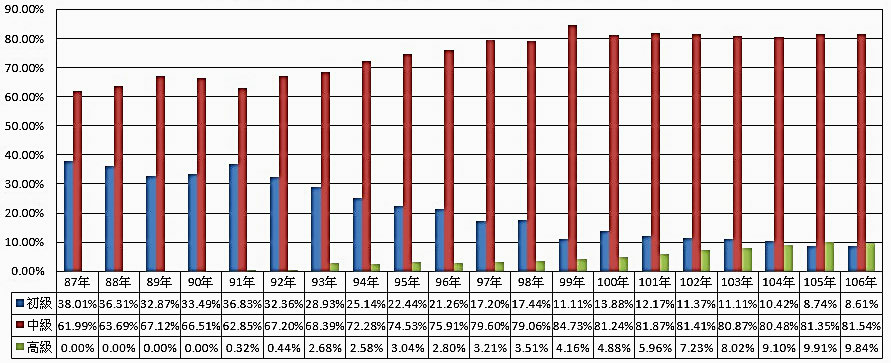 90.00%
80.00%
70.00%
60.00%
50.00%
40.00%
30.00%
20.00%
10.00%
0.00%
87年 88年 89年 90年 91年 92年 93年 94年 95年 96年 97年 98年 99年 100年 101年 102年 103年 104年 105年 106年
初級 38.01% 36.31% 32.87% 33.49% 36.83% 32.36% 28.93% 25.14% 22.44% 21.26% 17.20% 17.44% 11.11% 13.88% 12.17% 11.37% 11.11% 10.42% 8.74% 8.61%
中級 61.99% 63.69% 67.12% 66.51% 62.85% 67.20% 68.39% 72.28% 74.53% 75.91% 79.60% 79.06% 84.73% 81.24% 81.87% 81.41% 80.87% 80.48% 81.35% 81.54%
高級 0.00% 0.00% 0.00% 0.00% 0.32% 0.44% 2.68% 2.58% 3.04% 2.80% 3.21% 3.51% 4.16% 4.88% 5.96% 7.23% 8.02% 9.10% 9.91% 9.84%